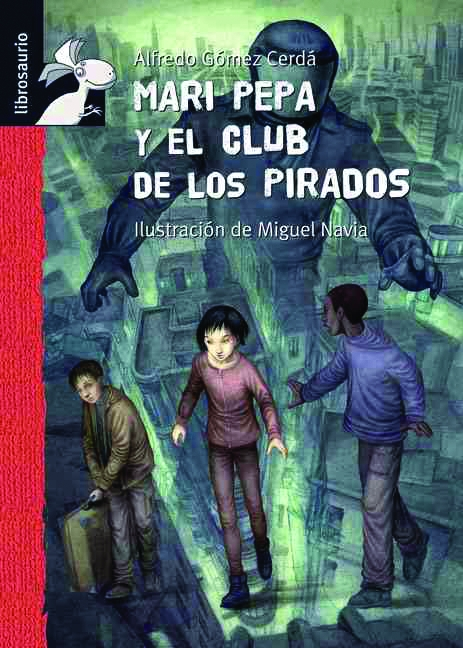 librosaurio
Alfredo Gómez Cerdá
MARI PEPA
Y EL CLUB
DE LOS PIRADOS
Ilustración de Miguel Navia